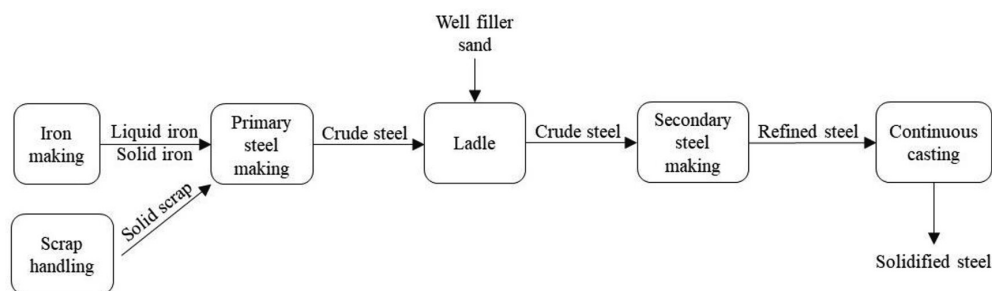 Well filler
sand
Iron
making
Liquid iron
Solid iron
Primary
steel
making
Crude steel
Ladle
Crude steel
Secondary
steel
making
Refined steel
Continuous
casting
Solid scrap
Scrap
handling
Solidified steel